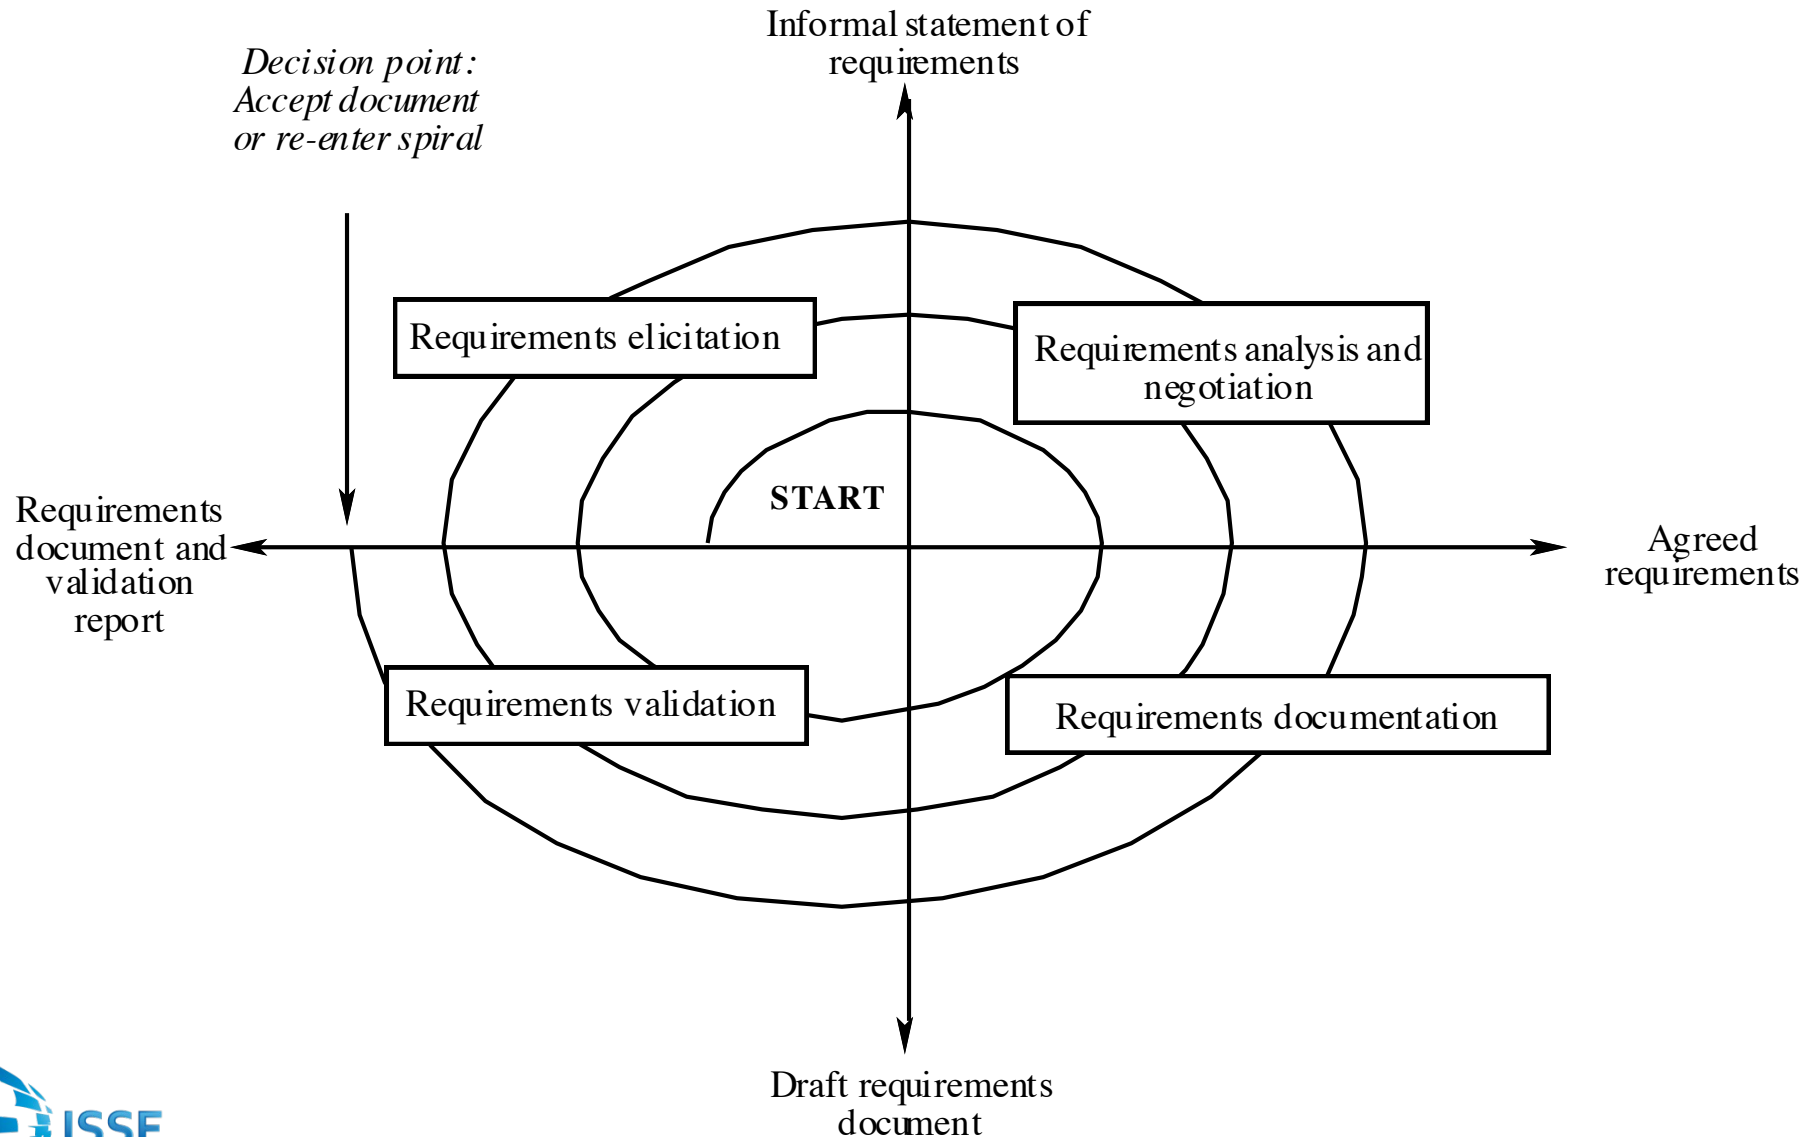 Informal statement of
requirements
Decision point:
Accept document
or re-enter spiral
Requirements elicitation
Requirements analysis and
negotiation
START
Requirements
document and
validation
report
Agreed
requirements
Requirements validation
Requirements documentation
Draft requirements
document
ISSE